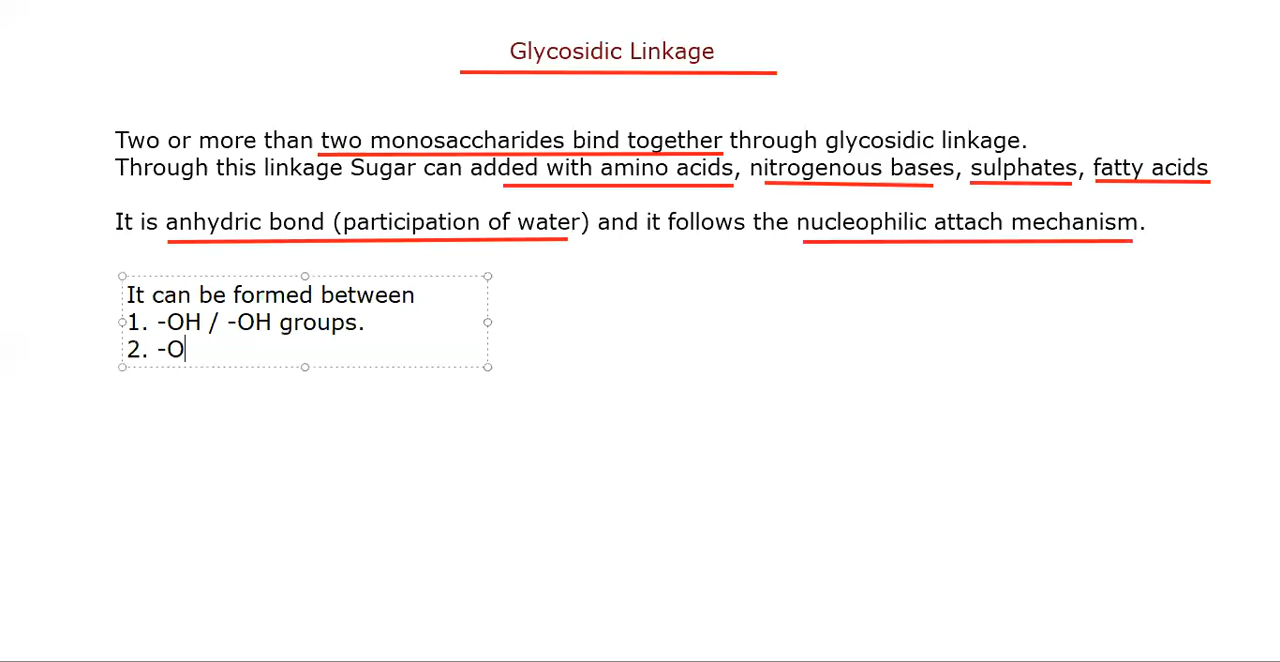 Glycosidic Linkage
Two or more than two monosaccharides bind together through glycosidic linkage.
Through this linkage Sugar can added with amino acids, nitrogenous bases, sulphates, fatty acids
It is anhydric bond (participation of water) and it follows the nucleophilic attach mechanism.
It can be formed between
1. -OH / -OH groups.
2. -O